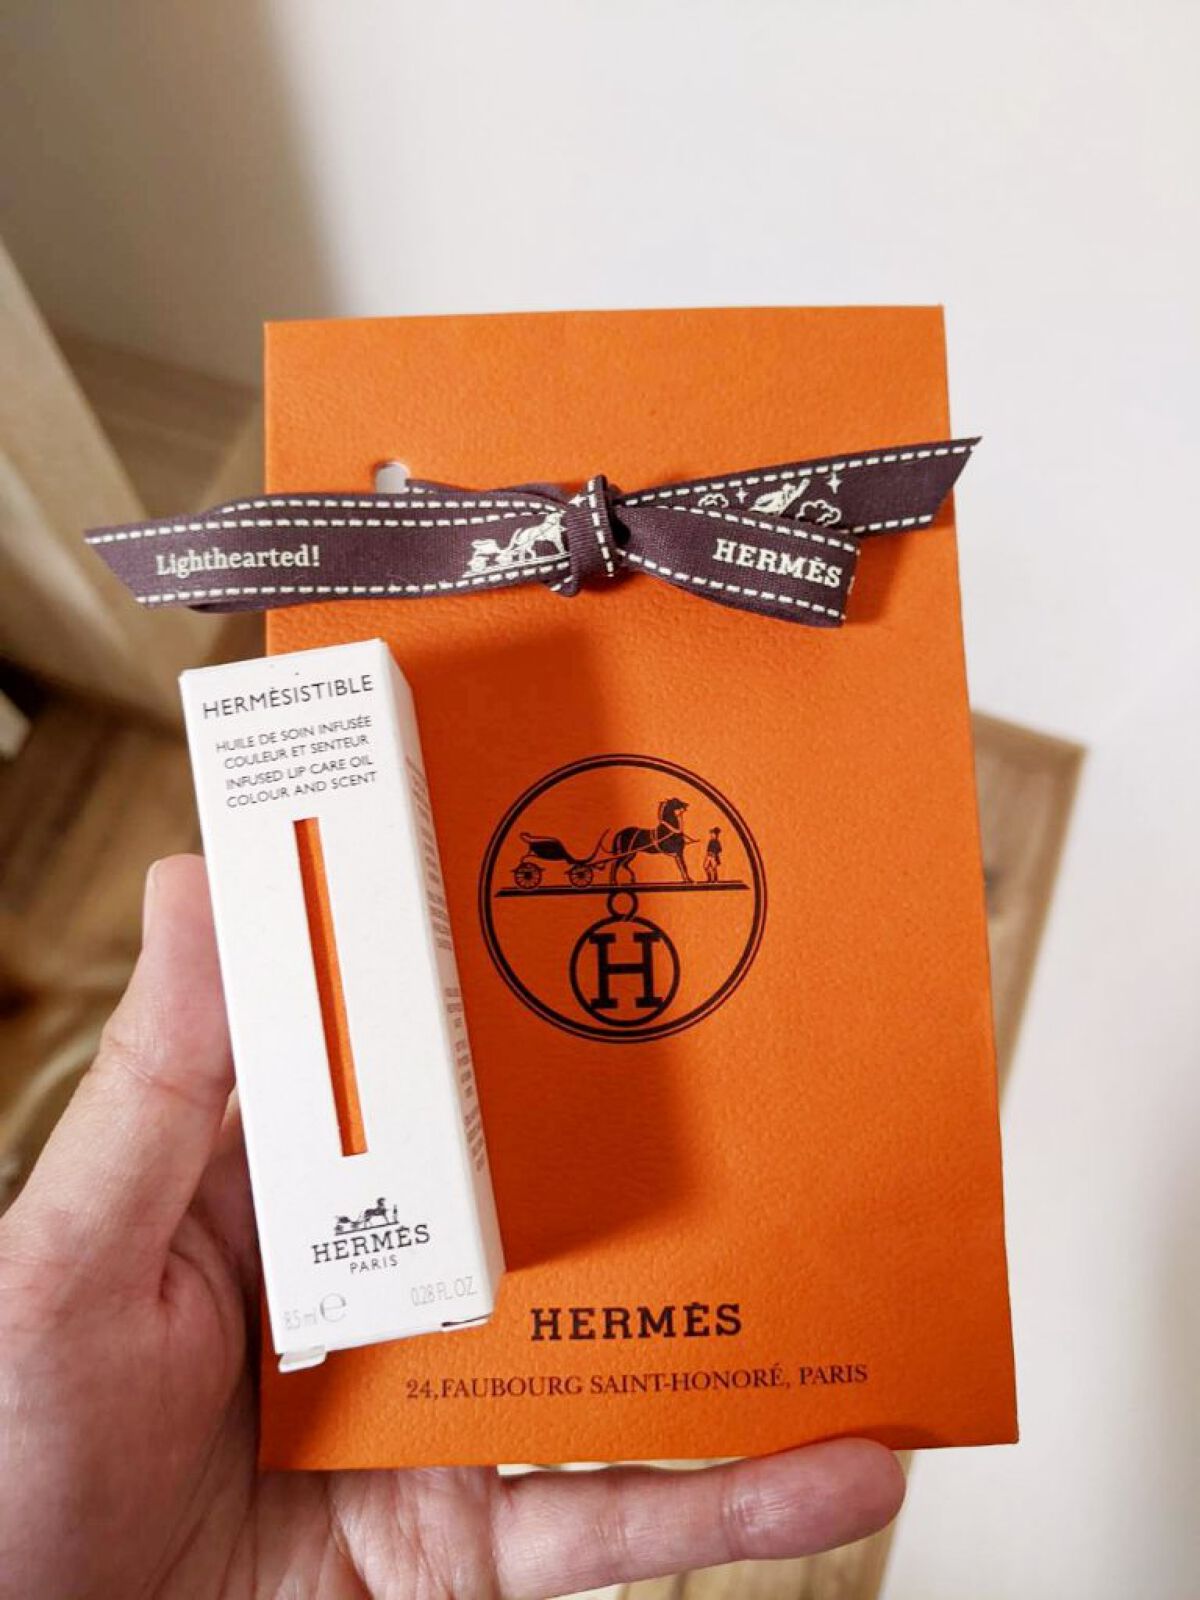 Lighthearted!
HERMÈS
HERMÈSISTIBLE
HUILE DE SOIN INFUSÉE
COULEUR ET SENTEUR
INFUSED LIP CARE OIL
COLOUR AND SCENT
HERMÈS
PARIS
8.5 ml e
0.28 FL. OZ.
H
HERMÈS
24, FAUBOURG SAINT-HONORÉ, PARIS